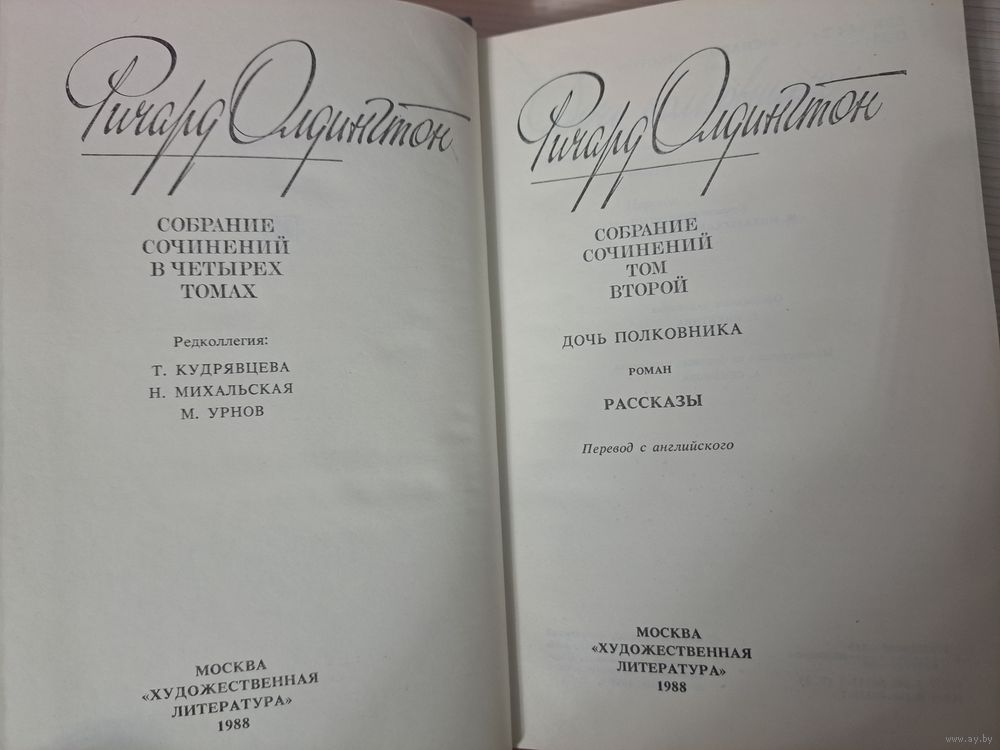 Ричард Олдингтон
СОБРАНИЕ
СОЧИНЕНИЙ
В ЧЕТЫРЕХ
ТОМАХ
Редколлегия:
Т. КУДРЯВЦЕВА
Н. МИХАЛЬСКАЯ
М. УРНОВ
МОСКВА
«ХУДОЖЕСТВЕННАЯ
ЛИТЕРАТУРА»
1988
Ричард Олдингтон
СОБРАНИЕ
СОЧИНЕНИЙ
ТОМ
ВТОРОЙ
ДОЧЬ ПОЛКОВНИКА
РОМАН
РАССКАЗЫ
Перевод с английского
МОСКВА
«ХУДОЖЕСТВЕННАЯ
ЛИТЕРАТУРА»
1988
www.ay.by